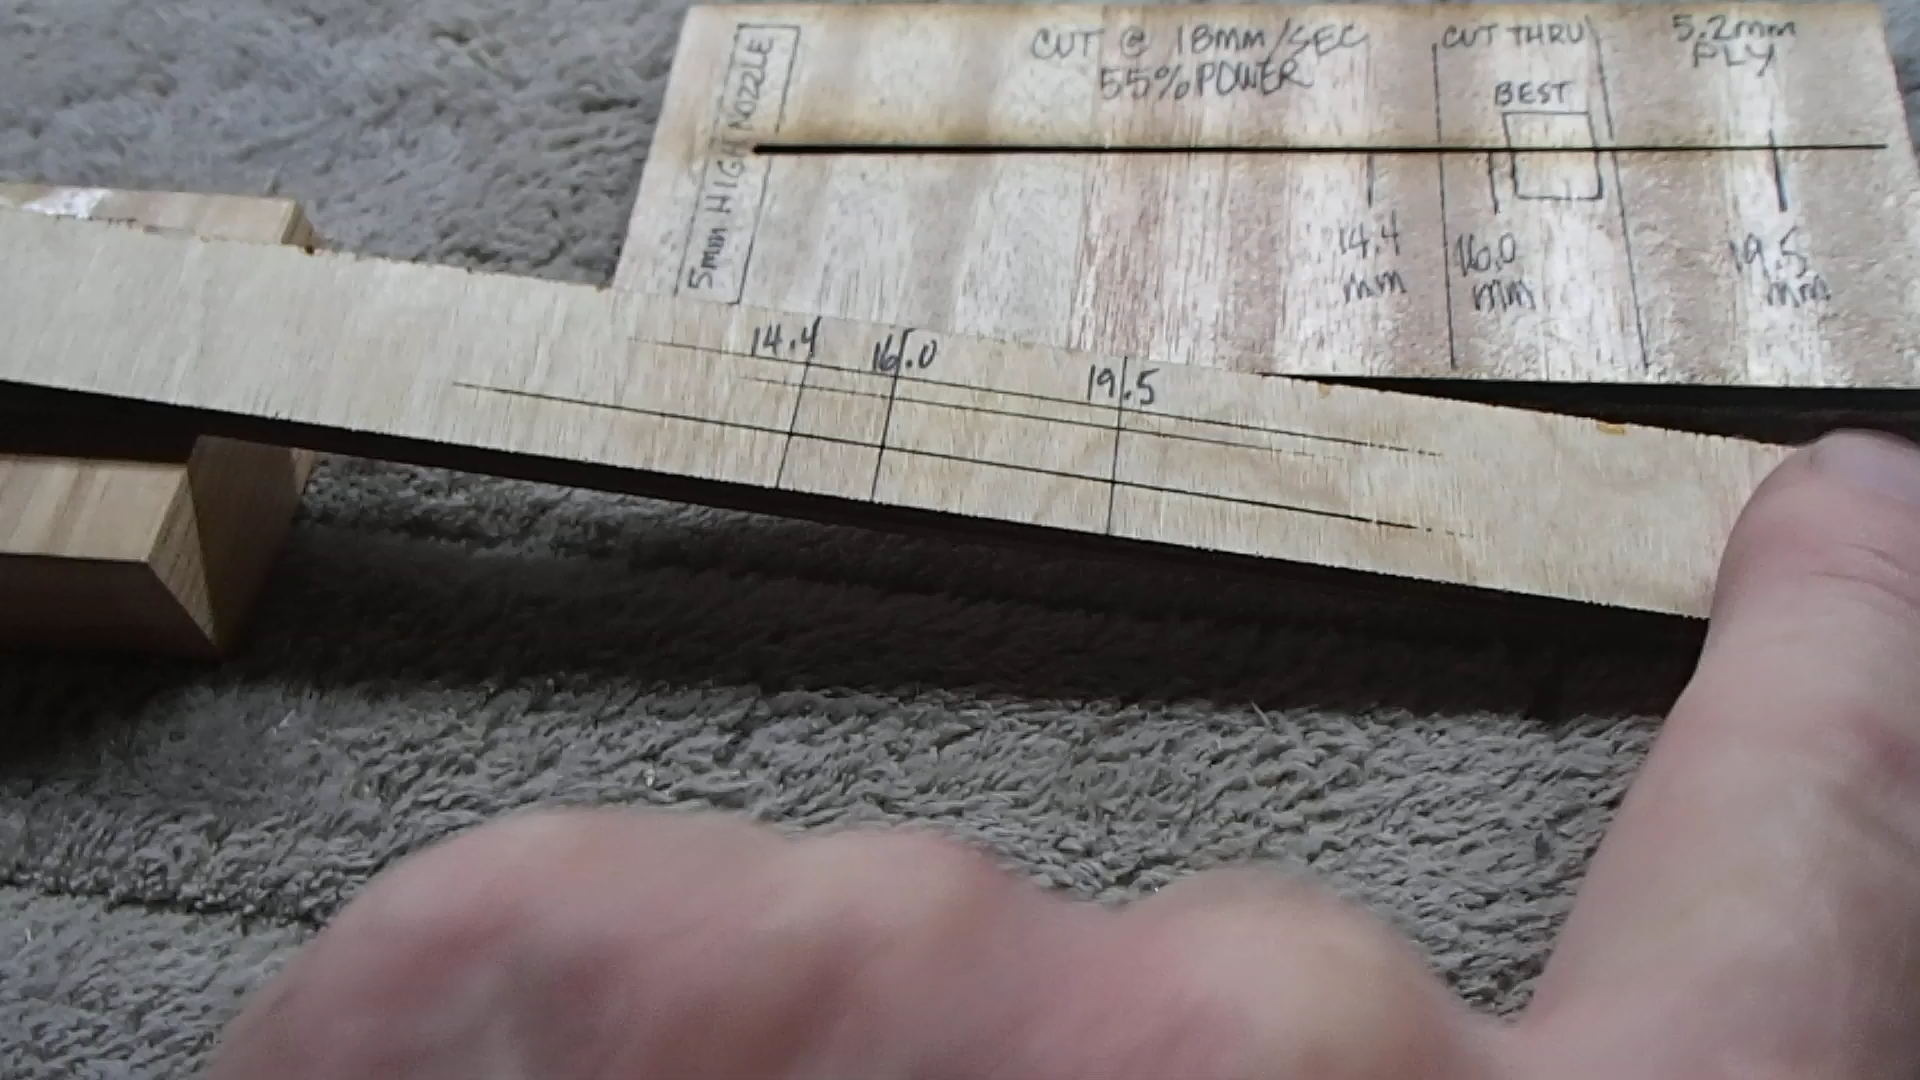 5mm HIGH NOZZLE
CUT @ 18mm/SEC
55% POWER
CUT THRU
BEST
5.2mm
PLY
14.4
mm
16.0
mm
19.5
mm
14.4
16.0
19.5